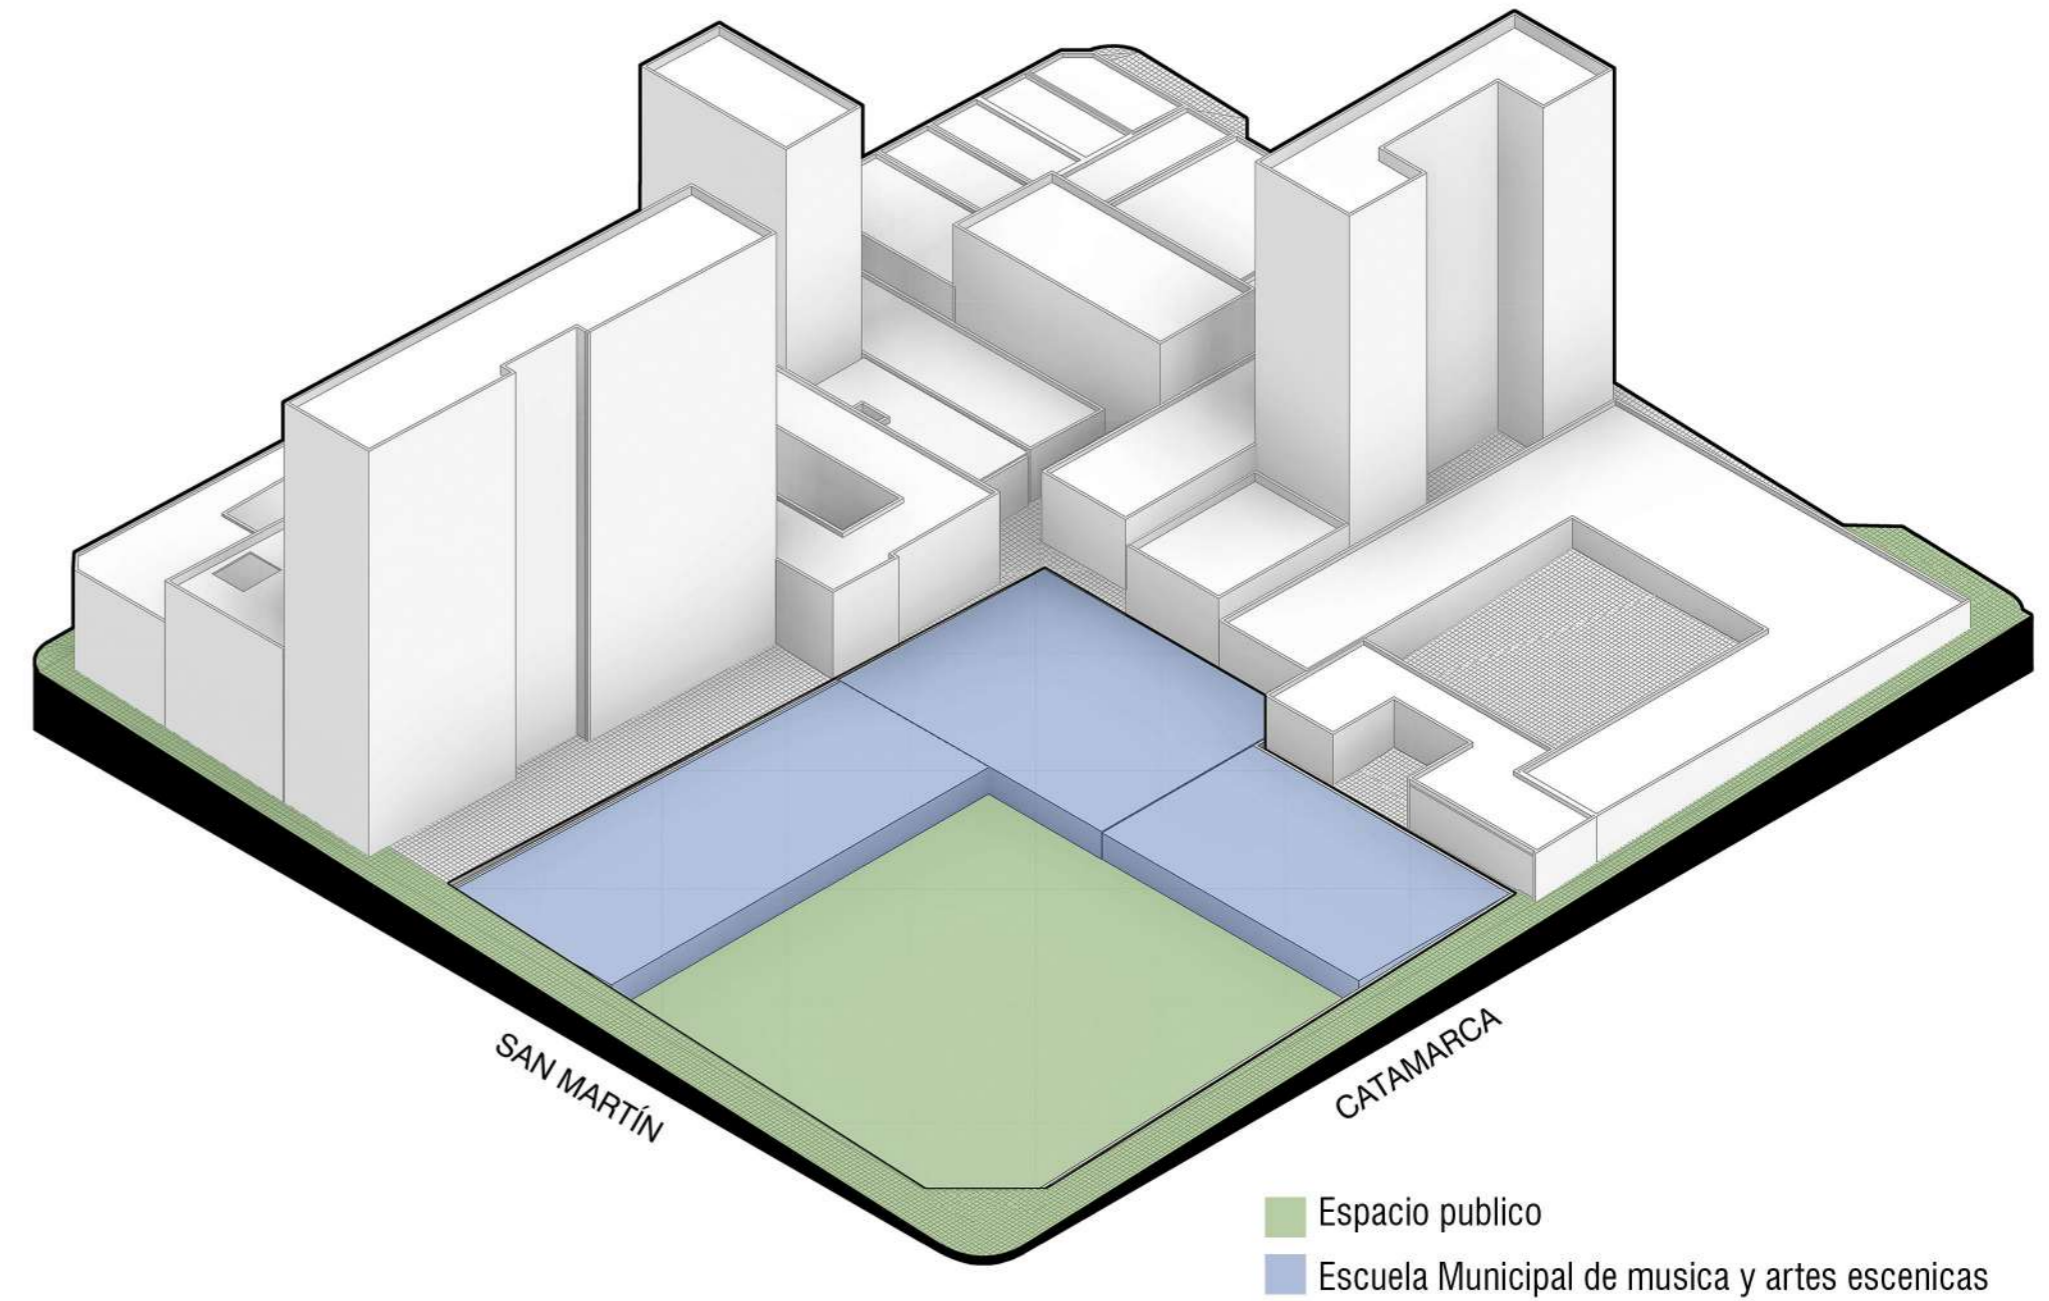 SAN MARTÍN
CATAMARCA
Espacio publico
Escuela Municipal de musica y artes escenicas